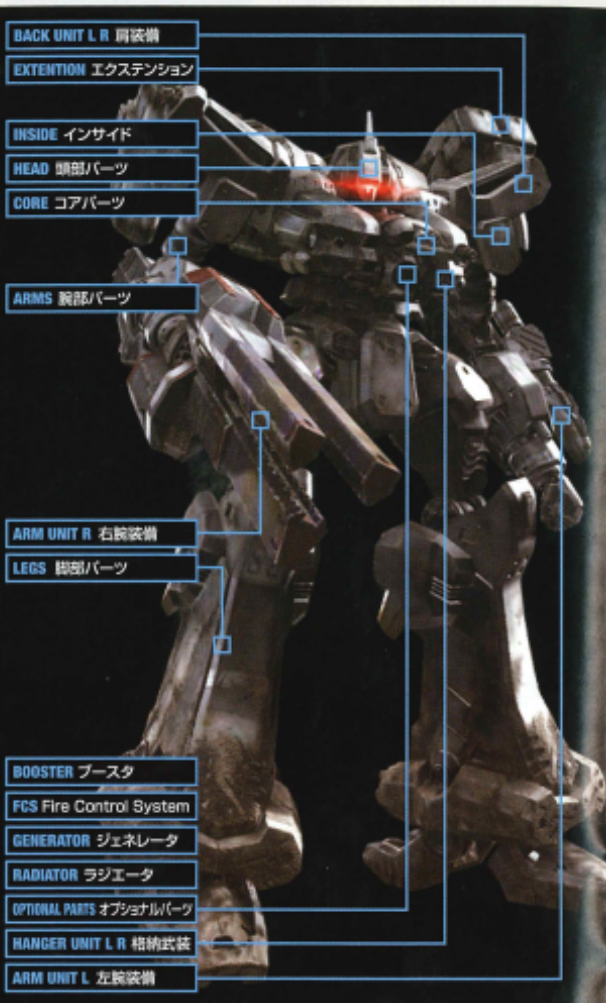 BACK UNIT L R 肩装備
EXTENTION エクステンション
INSIDE インサイド
HEAD 頭部パーツ
CORE コアパーツ
ARMS 腕部パーツ
ARM UNIT R 右腕装備
LEGS 脚部パーツ
BOOSTER ブースタ
FCS Fire Control System
GENERATOR ジェネレータ
RADIATOR ラジエータ
OPTIONAL PARTS オプショナルパーツ
HANGER UNIT L R 格納武装
ARM UNIT L 左腕装備